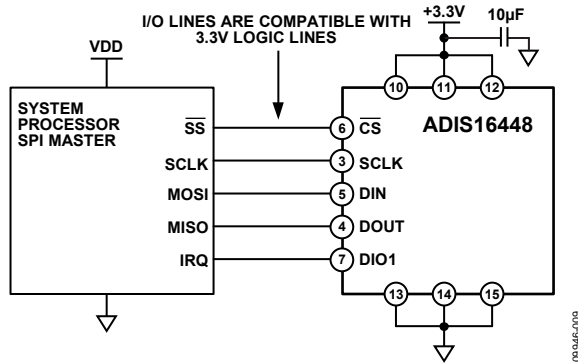 I/O LINES ARE COMPATIBLE WITH
3.3V LOGIC LINES
+3.3V
10µF
VDD
10
11
12
SYSTEM
PROCESSOR
SPI MASTER
ADIS16448
SS
6
CS
SCLK
3
SCLK
MOSI
5
DIN
MISO
4
DOUT
IRQ
7
DIO1
13
14
15
09946-009